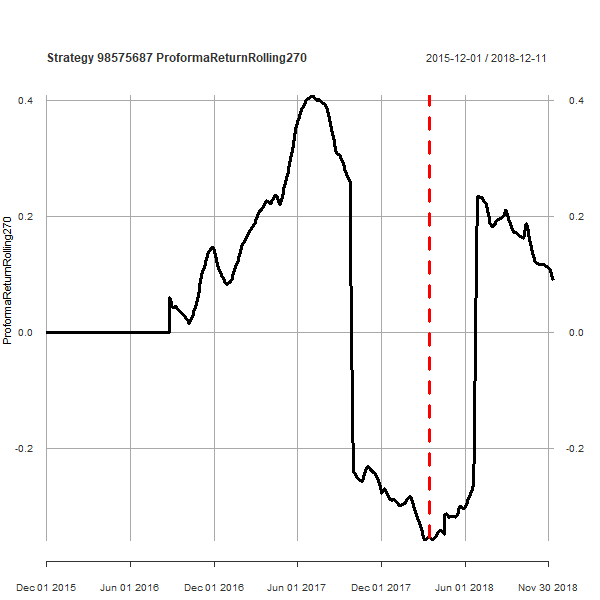 Strategy 98575687 ProformaReturnRolling270
2015-12-01 / 2018-12-11
0.4
0.4
0.2
0.2
0.0
0.0
-0.2
-0.2
ProformaReturnRolling270
Dec 01 2015
Jun 01 2016
Dec 01 2016
Jun 01 2017
Dec 01 2017
Jun 01 2018
Nov 30 2018